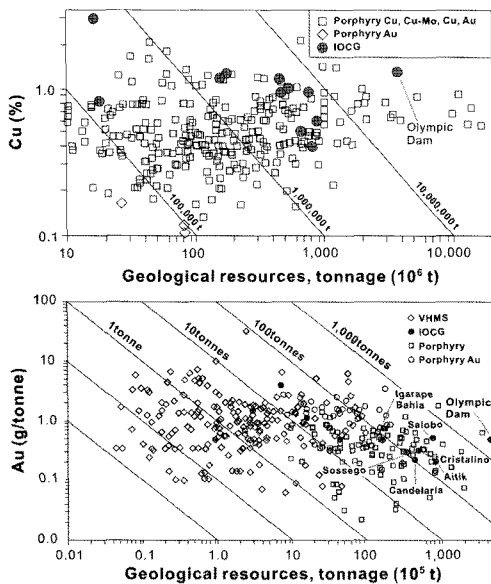 Porphyry Cu, Cu-Mo, Cu, Au
Porphyry Au
IOCG
Cu (%)
1.0
0.1
Olympic
Dam
100,000 t
1,000,000 t
10,000,000 t
10
100
1,000
10,000
Geological resources, tonnage (10⁶ t)
100
10
1.0
0.1
0.0
Au (g/tonne)
1tonne
10tonnes
100tonnes
1,000tonnes
VHMS
IOCG
Porphyry
Porphyry Au
Igarape
Bahia
Salobo
Olympic
Dam
Sossego
Cristalino
Aitik
Candelaria
0.01
0.1
1.0
10
100
1,000
Geological resources, tonnage (10⁵ t)